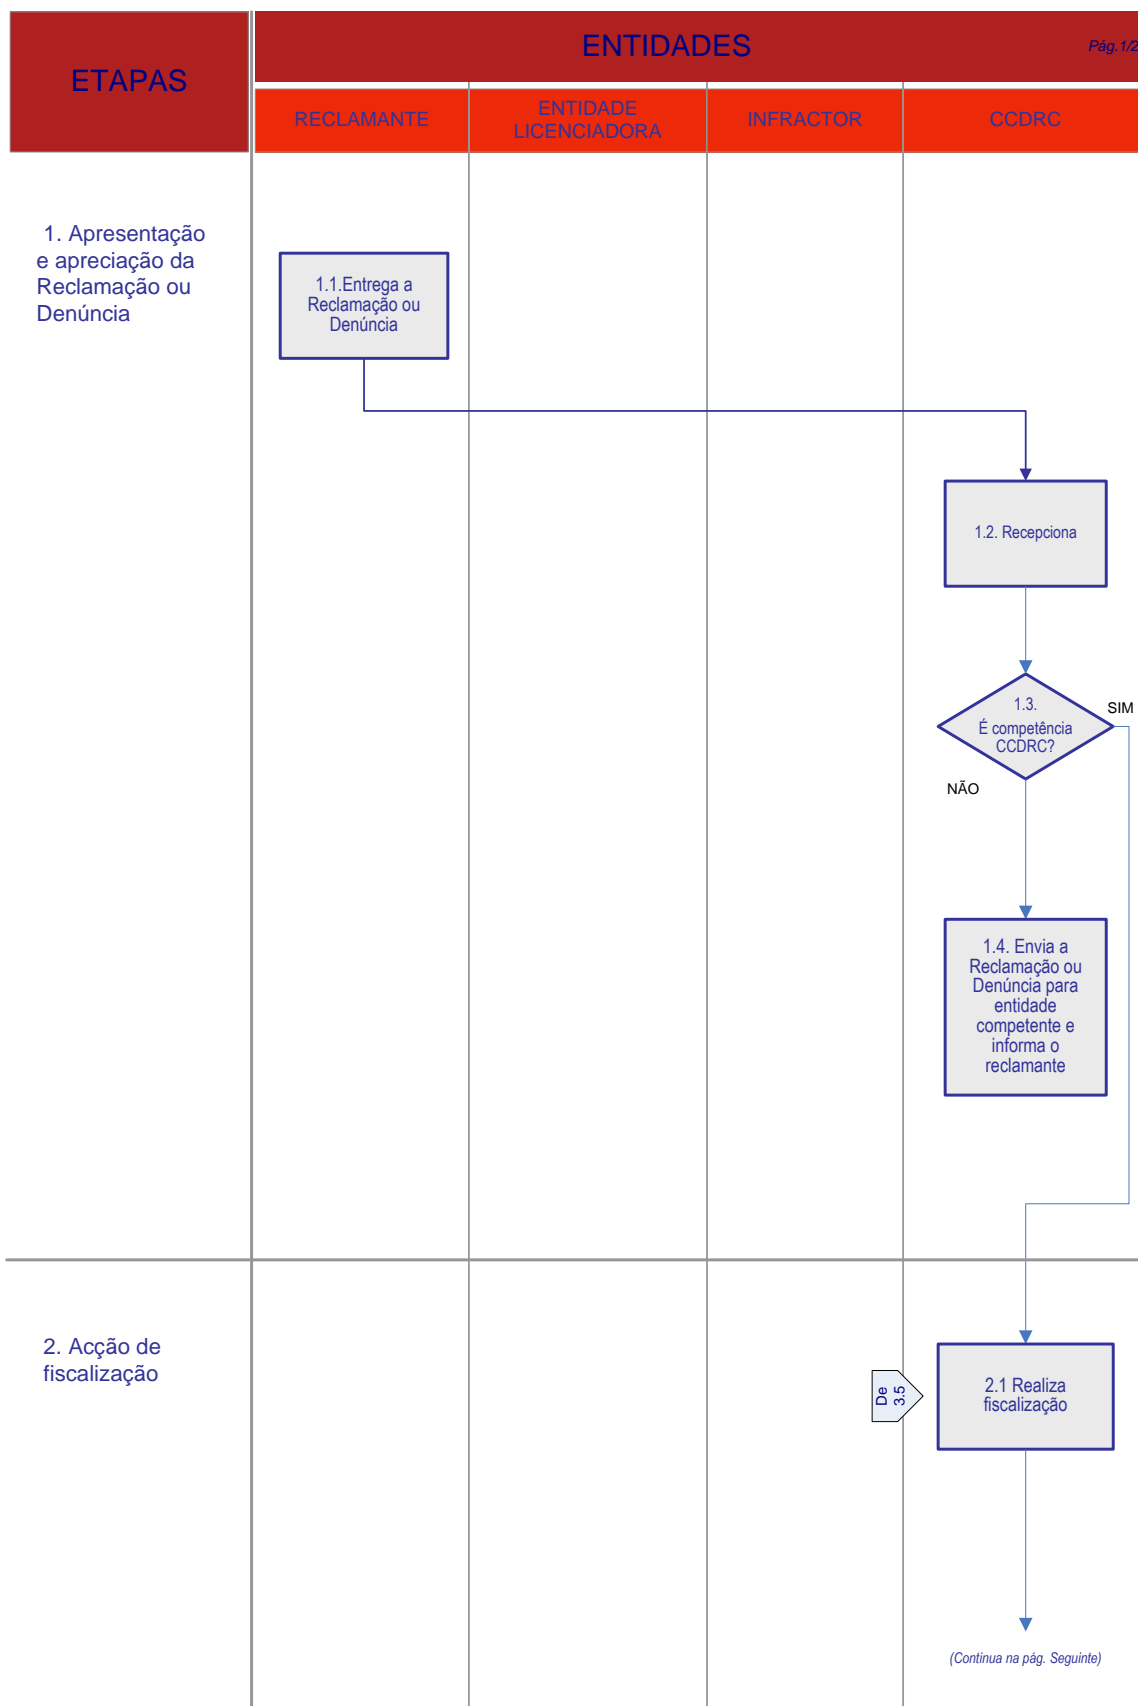 ETAPAS
ENTIDADES
Pág.1/2
RECLAMANTE
ENTIDADE
LICENCIADORA
INFRACTOR
CCDRC
1. Apresentação
e apreciação da
Reclamação ou
Denúncia
1.1.Entrega a
Reclamação ou
Denúncia
1.2. Recepciona
1.3.
É competência
CCDRC?
SIM
NÃO
1.4. Envia a
Reclamação ou
Denúncia para
entidade
competente e
informa o
reclamante
2. Acção de
fiscalização
De
3.5
2.1 Realiza
fiscalização
(Continua na pág. Seguinte)